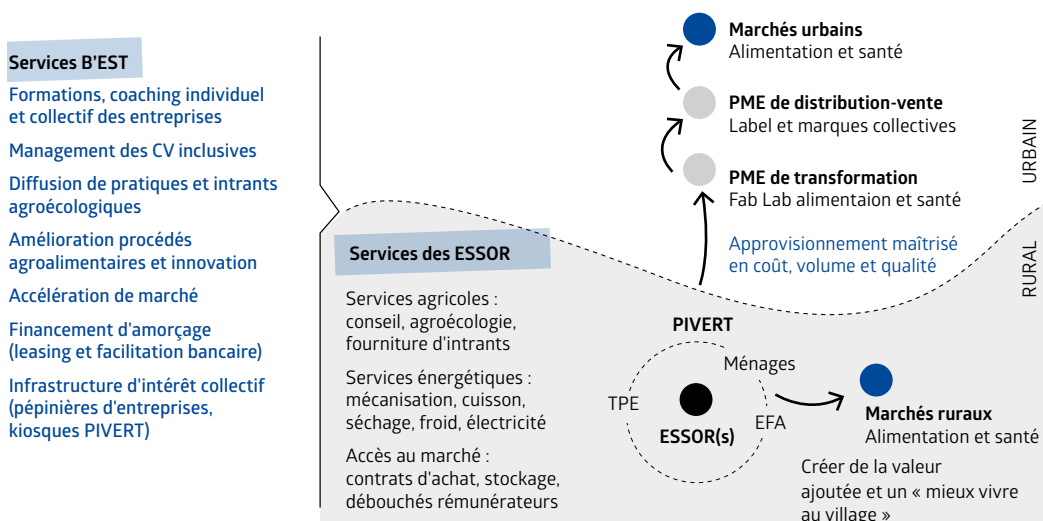 Services B'EST
Formations, coaching individuel
et collectif des entreprises
Management des CV inclusives
Diffusion de pratiques et intrants
agroécologiques
Amélioration procédés
agroalimentaires et innovation
Accélération de marché
Financement d'amorçage
(leasing et facilitation bancaire)
Infrastructure d'intérêt collectif
(pépinières d'entreprises,
kiosques PIVERT)
Services des ESSOR
Services agricoles :
conseil, agroécologie,
fourniture d'intrants
Services énergétiques :
mécanisation, cuisson,
séchage, froid, électricité
Accès au marché :
contrats d'achat, stockage,
débouchés rémunérateurs
Marchés urbains
Alimentation et santé
PME de distribution-vente
Label et marques collectives
PME de transformation
Fab Lab alimentaion et santé
Approvisionnement maîtrisé
en coût, volume et qualité
URBAIN
RURAL
PIVERT
Ménages
TPE
EFA
ESSOR(s)
Marchés ruraux
Alimentation et santé
Créer de la valeur
ajoutée et un « mieux vivre
au village »